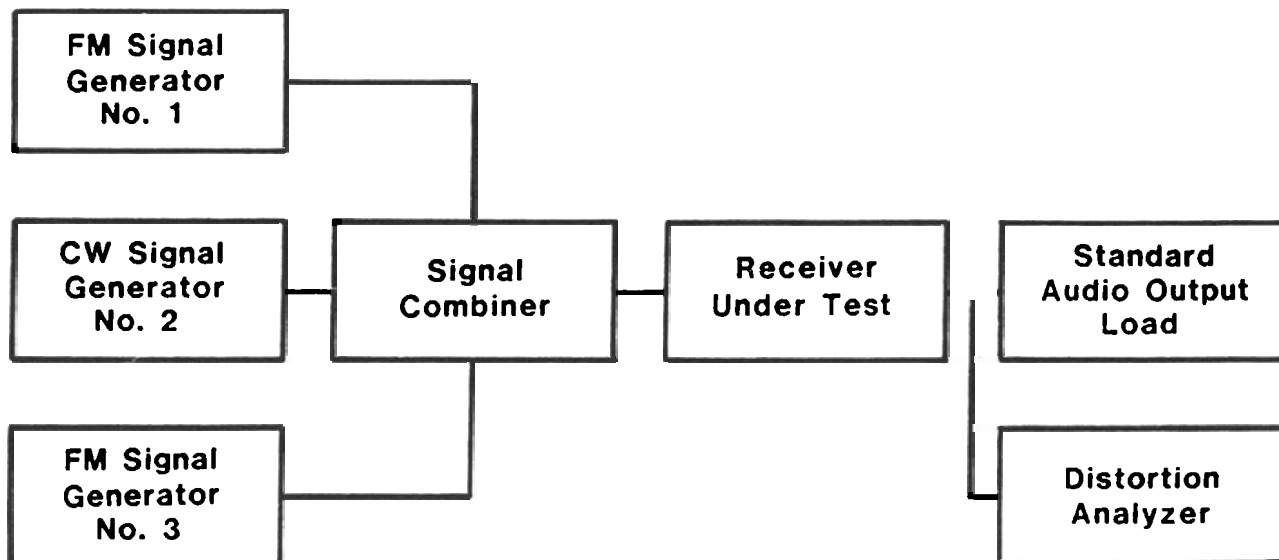 FM Signal
Generator
No. 1
CW Signal
Generator
No. 2
Signal
Combiner
Receiver
Under Test
Standard
Audio Output
Load
FM Signal
Generator
No. 3
Distortion
Analyzer